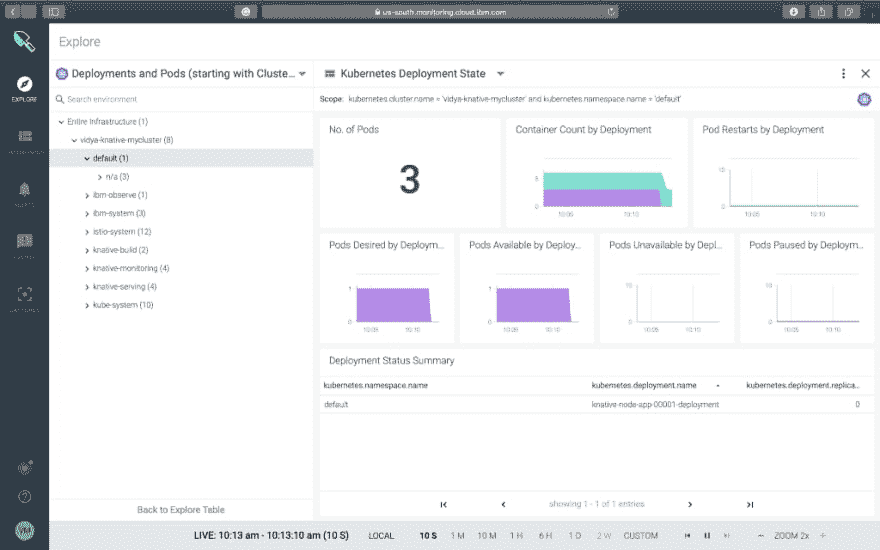 us-south.monitoring.cloud.ibm.com
Explore
EXPLORE
Deployments and Pods (starting with Cluste...
Search environment
Entire Infrastructure (1)
vidya-knative-mycluster (8)
default (1)
n/a (3)
ibm-observe (1)
ibm-system (3)
istio-system (12)
knative-build (2)
knative-monitoring (4)
knative-serving (4)
kube-system (10)
Back to Explore Table
Kubernetes Deployment State
Scope: kubernetes.cluster.name = 'vidya-knative-mycluster' and kubernetes.namespace.name = 'default'
No. of Pods
3
Container Count by Deployment
5
0
10:05 10:10
Pod Restarts by Deployment
10
0
10:05 10:10
Pods Desired by Deploym...
1
0
10:05 10:10
Pods Available by Deploy...
1
0
10:05 10:10
Pods Unavailable by Depl...
10
0
10:05 10:10
Pods Paused by Deploym...
10
0
10:05 10:10
Deployment Status Summary
kubernetes.namespace.name kubernetes.deployment.name kubernetes.deployment.replica...
default knative-node-app-00001-deployment 0
showing 1 - 1 of 1 entries
LIVE: 10:13 am - 10:13:10 am (10 S) LOCAL 10 S 1 M 10 M 1 H 6 H 1 D 2 W CUSTOM ZOOM 2x